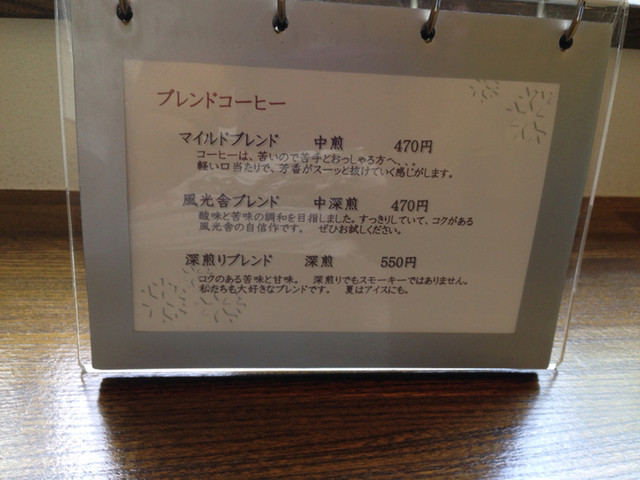 ブレンドコーヒー
マイルドブレンド 中煎 470円
コーヒーは、苦いので苦手とおっしゃる方へ、、、
軽い口当たりで、芳香がスーッと抜けていく感じがします。
風光舎ブレンド 中深煎 470円
酸味と苦味の調和を目指しました。すっきりしていて、コクがある
風光舎の自信作です。 ぜひお試しください。
深煎りブレンド 深煎 550円
コクのある苦味と甘味。 深煎りでもスモーキーではありません。
私たちも大好きなブレンドです。 夏はアイスにも。